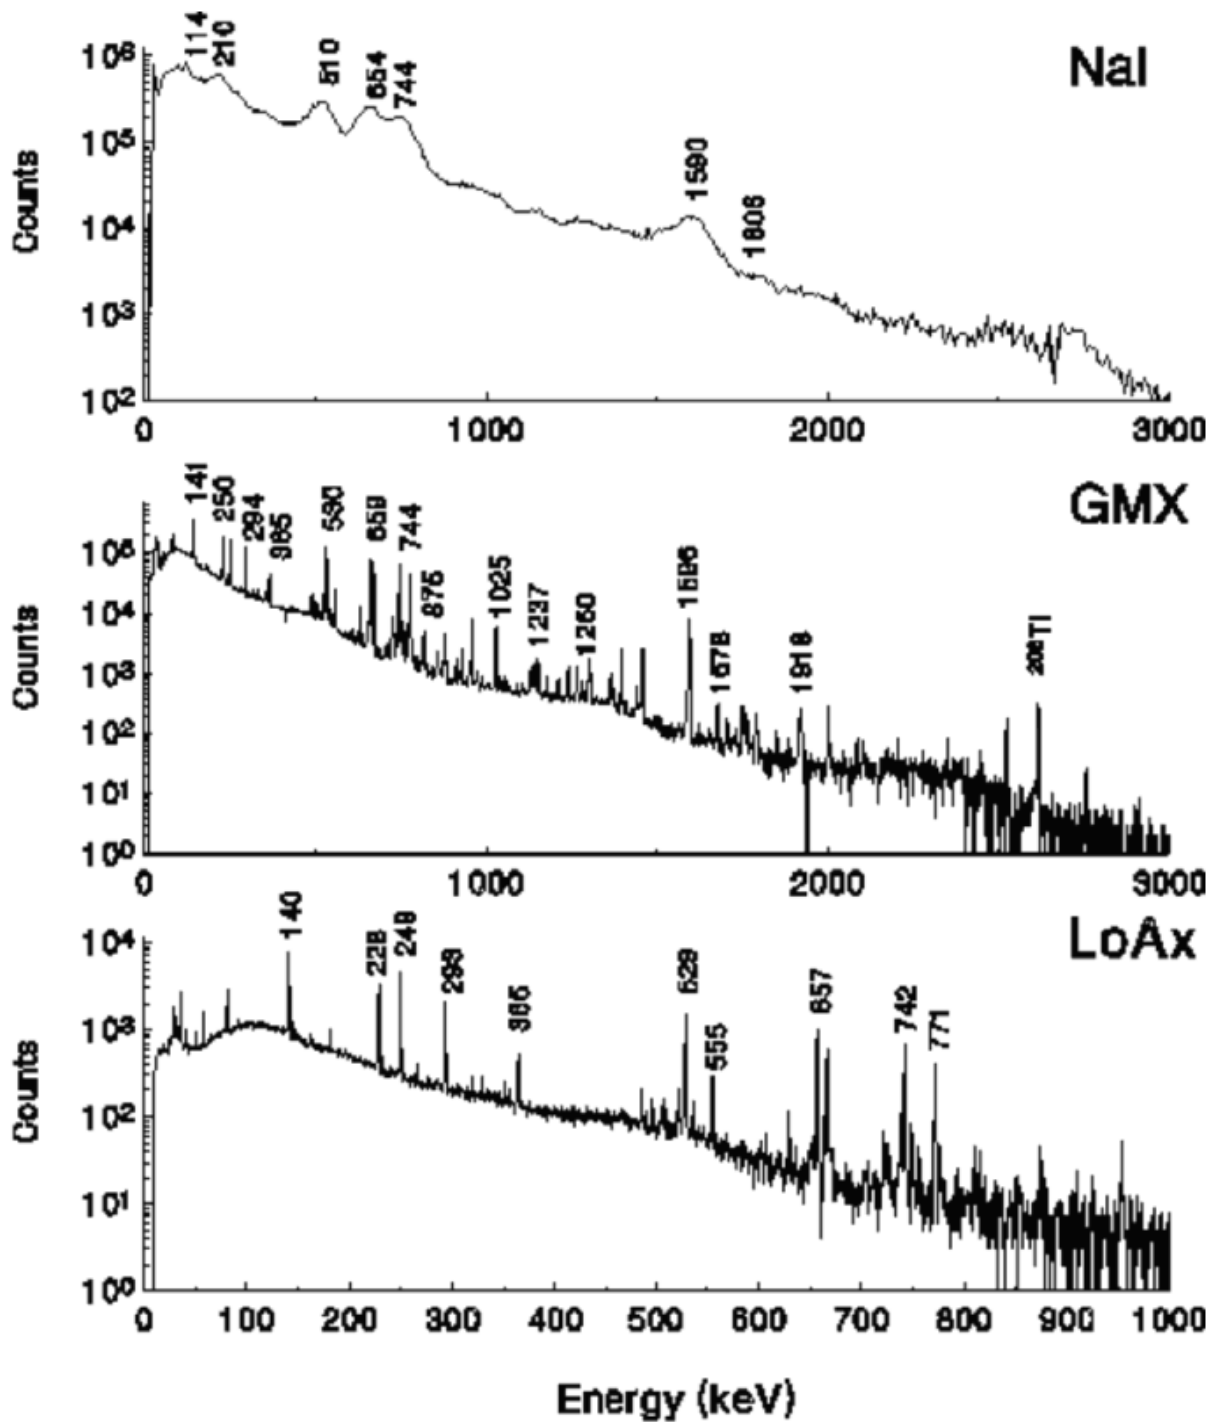 NaI
114 210 510 654 744 1590 1806
Counts
10⁶
10⁵
10⁴
10³
10²
0 1000 2000 3000
GMX
141 250 294 365 530 659 744 875 1025 1237 1260 1596 1678 1918 208Tl
Counts
10⁵
10⁴
10³
10²
10¹
10⁰
0 1000 2000 3000
LoAx
140 228 249 293 365 529 555 657 742 771
Counts
10⁴
10³
10²
10¹
10⁰
0 100 200 300 400 500 600 700 800 900 1000
Energy (keV)